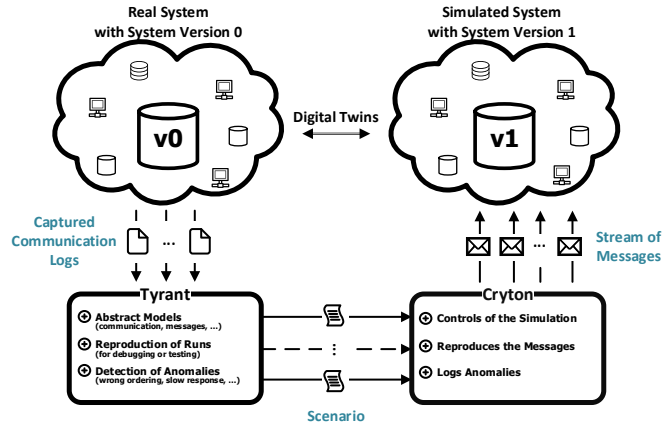 Real System
with System Version 0
Simulated System
with System Version 1
v0
Digital Twins
v1
Captured
Communication
Logs
...
...
Stream of
Messages
Tyrant
Abstract Models
(communication, messages, ...)
Reproduction of Runs
(for debugging or testing)
Detection of Anomalies
(wrong ordering, slow response, ...)
Cryton
Controls of the Simulation
Reproduces the Messages
Logs Anomalies
Scenario